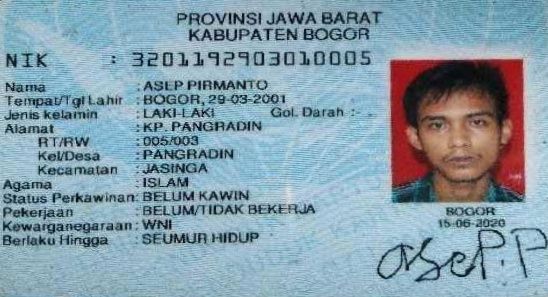 PROVINSI JAWA BARAT
KABUPATEN BOGOR
NIK : 3201192903010005
Nama : ASEP PIRMANTO
Tempat/Tgl Lahir : BOGOR, 29-03-2001
Jenis kelamin : LAKI-LAKI Gol. Darah : -
Alamat : KP. PANGRADIN
RT/RW : 005/003
Kel/Desa : PANGRADIN
Kecamatan : JASINGA
Agama : ISLAM
Status Perkawinan: BELUM KAWIN
Pekerjaan : BELUM/TIDAK BEKERJA
Kewarganegaraan : WNI
Berlaku Hingga : SEUMUR HIDUP
BOGOR
15-06-2020
Asep.P